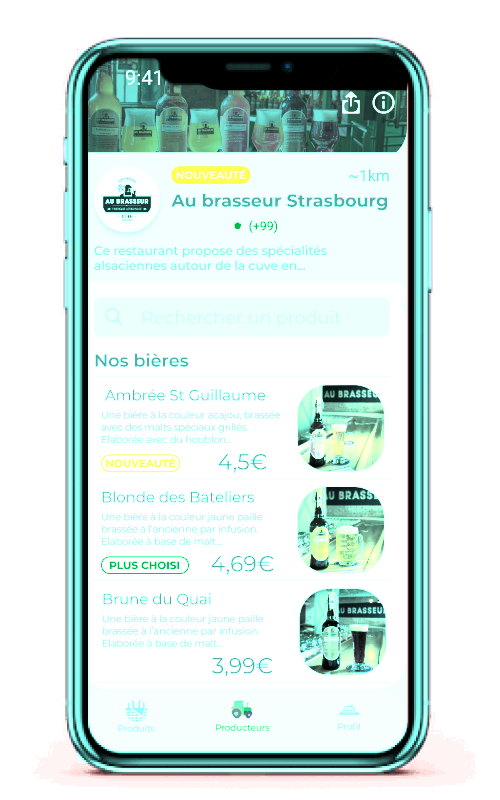 9:41
NOUVEAUTÉ
~1km
AU BRASSEUR
Au brasseur Strasbourg
(+99)
Ce restaurant propose des spécialités
alsaciennes autour de la cuve en...
Rechercher un produit
Nos bières
Ambrée St Guillaume
Une bière à la couleur acajou, brassée
avec des malts spéciaux grillés.
Elaborée avec du houblon...
NOUVEAUTÉ
4,5€
AU BRASSEU
Blonde des Bateliers
Une bière à la couleur jaune paille
brassée à l'ancienne par infusion.
Elaborée à base de malt...
PLUS CHOISI
4,69€
AU BRASS
Brune du Quai
Une bière à la couleur jaune paille
brassée à l'ancienne par infusion.
Elaborée à base de malt...
3,99€
AU BRASSEU
Produits
Producteurs
Profil